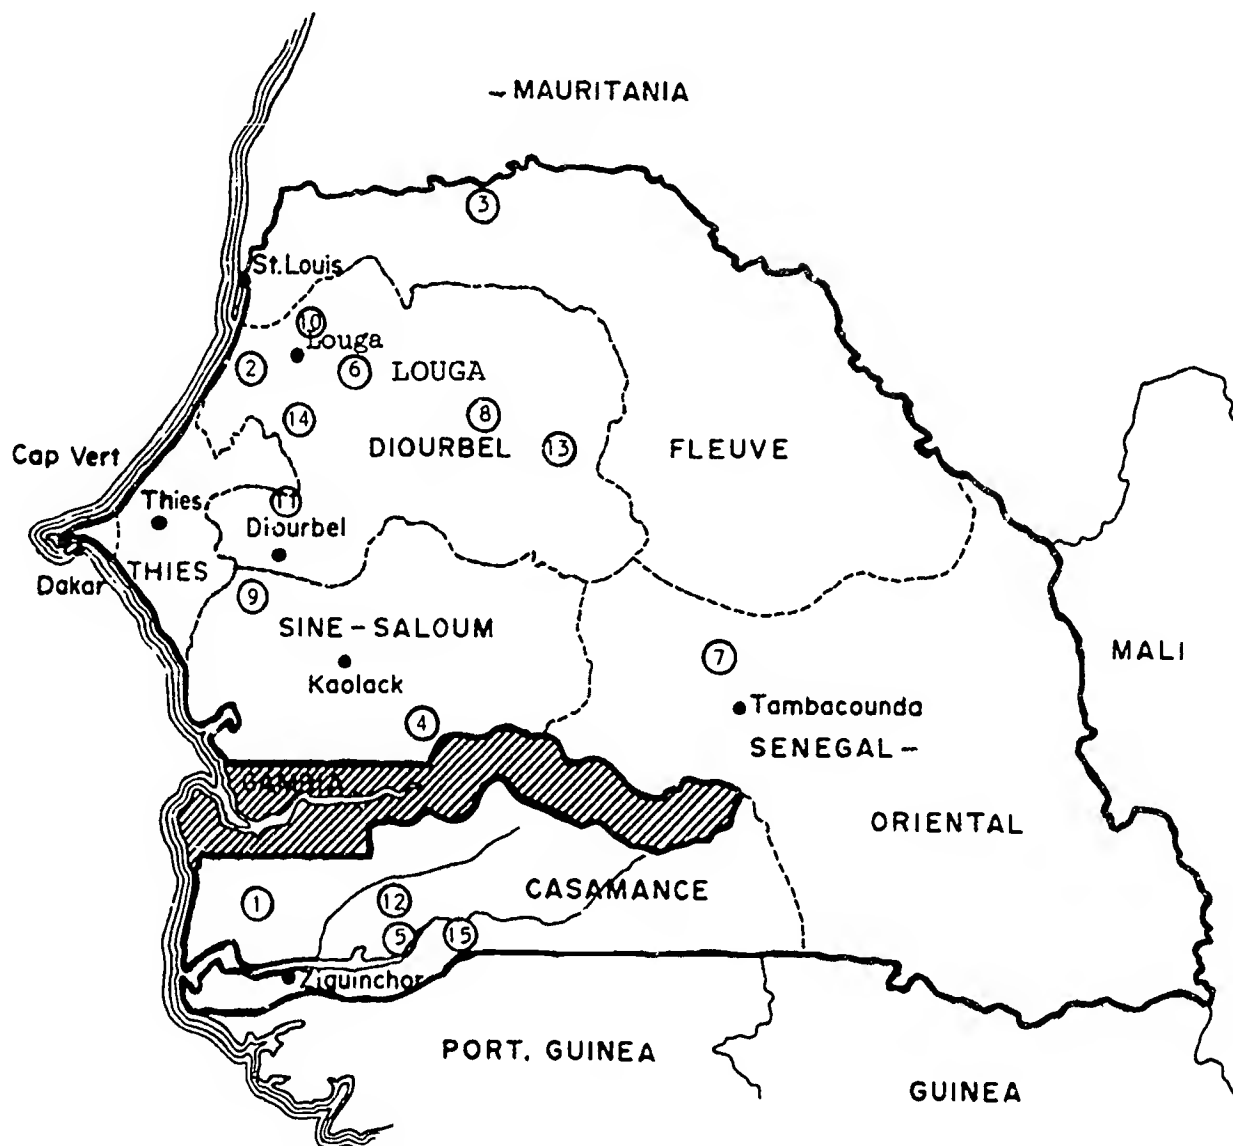 ~ MAURITANIA
3
St. Louis
10
Louga
2
6
LOUGA
14
8
DIOURBEL
13
FLEUVE
Cap Vert
Thies
11
Diourbel
THIES
Dakar
9
SINE – SALOUM
7
MALI
Kaolack
Tambacounda
4
SENEGAL –
GAMBIA
ORIENTAL
CASAMANCE
1
12
5
15
Ziguinchor
PORT. GUINEA
GUINEA